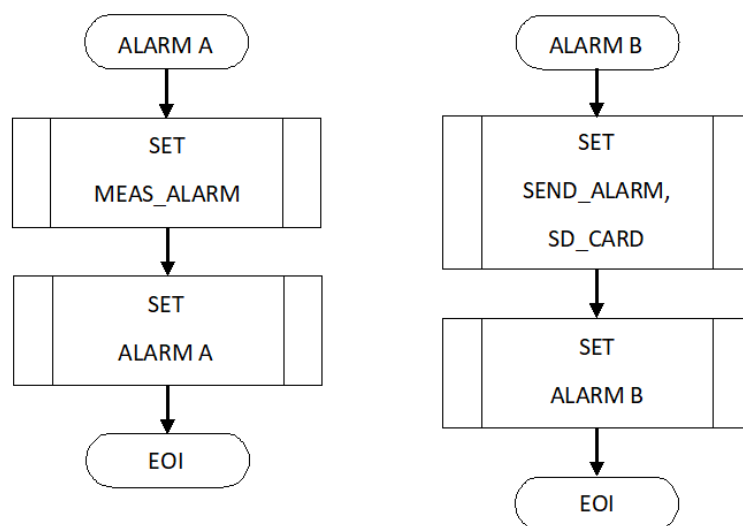 ALARM A
SET
MEAS_ALARM
SET
ALARM A
EOI
ALARM B
SET
SEND_ALARM,
SD_CARD
SET
ALARM B
EOI